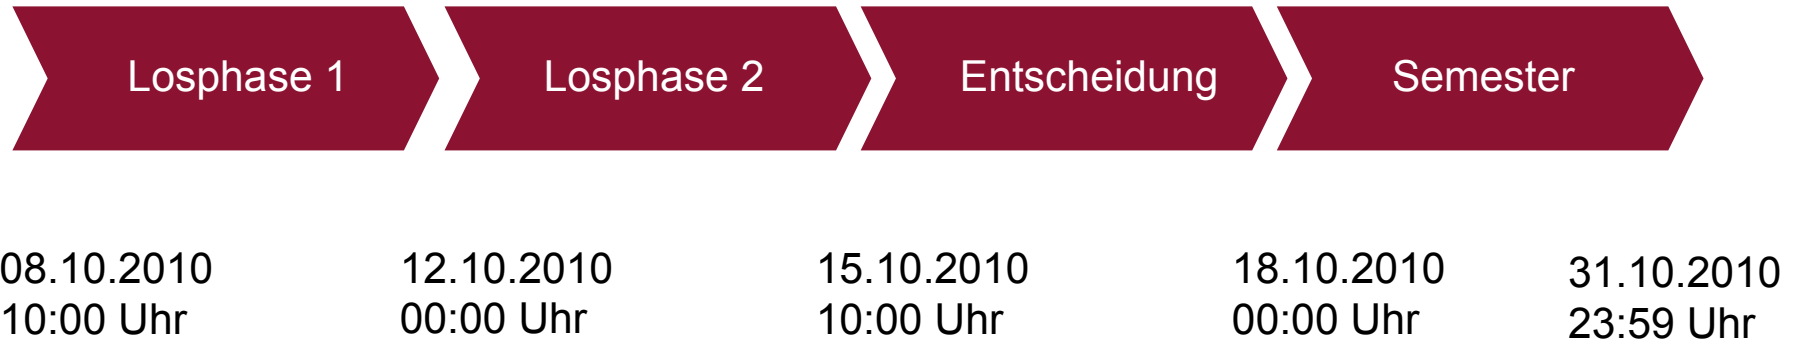 Losphase 1
Losphase 2
Entscheidung
Semester
08.10.2010
10:00 Uhr
12.10.2010
00:00 Uhr
15.10.2010
10:00 Uhr
18.10.2010
00:00 Uhr
31.10.2010
23:59 Uhr